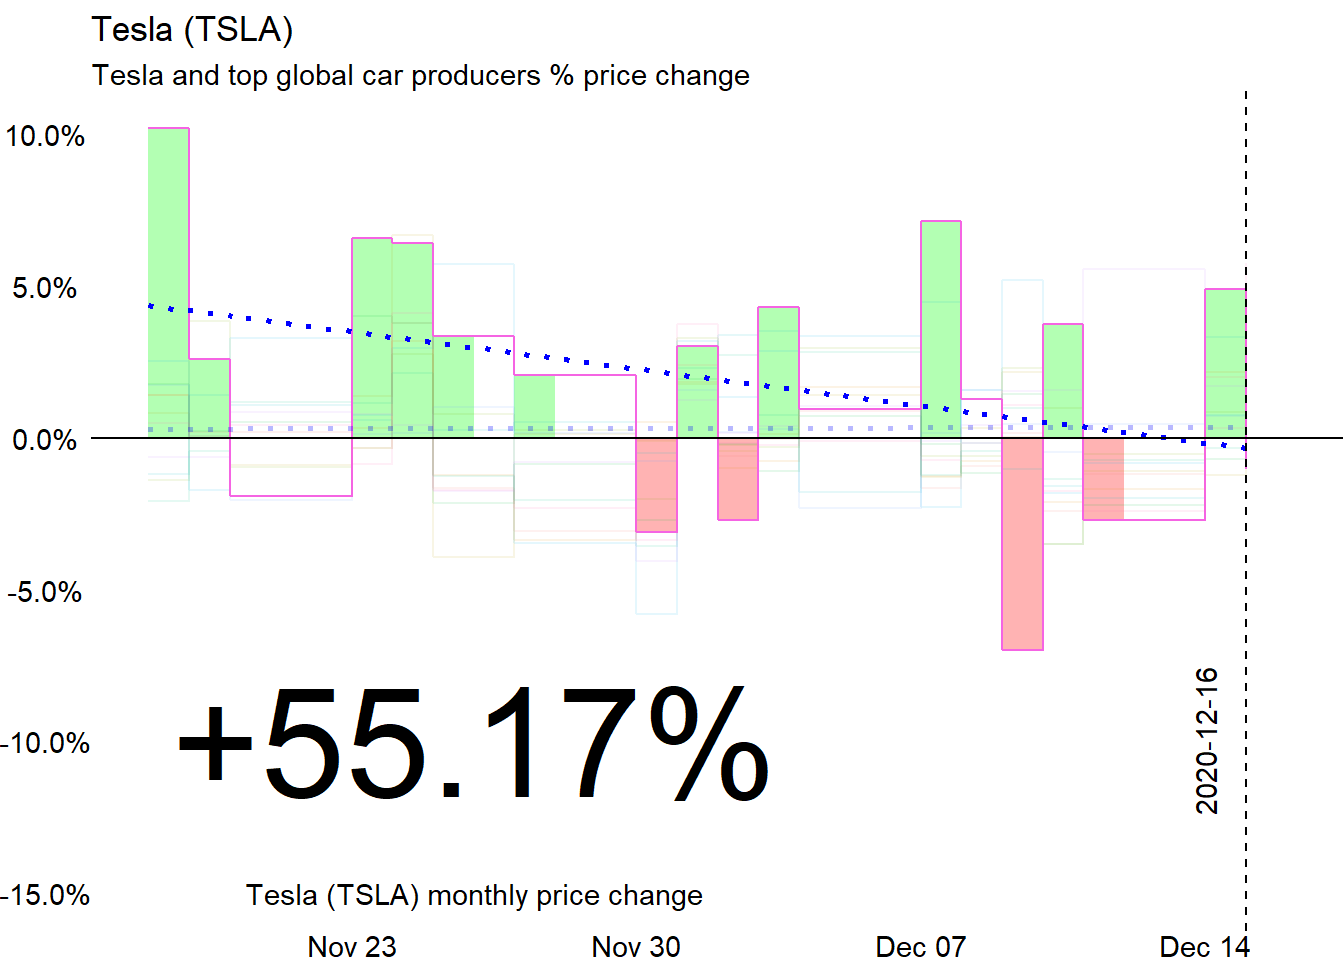 Tesla (TSLA)
Tesla and top global car producers % price change
10.0%
5.0%
0.0%
-5.0%
-10.0%
-15.0%
+55.17%
Tesla (TSLA) monthly price change
2020-12-16
Nov 23
Nov 30
Dec 07
Dec 14